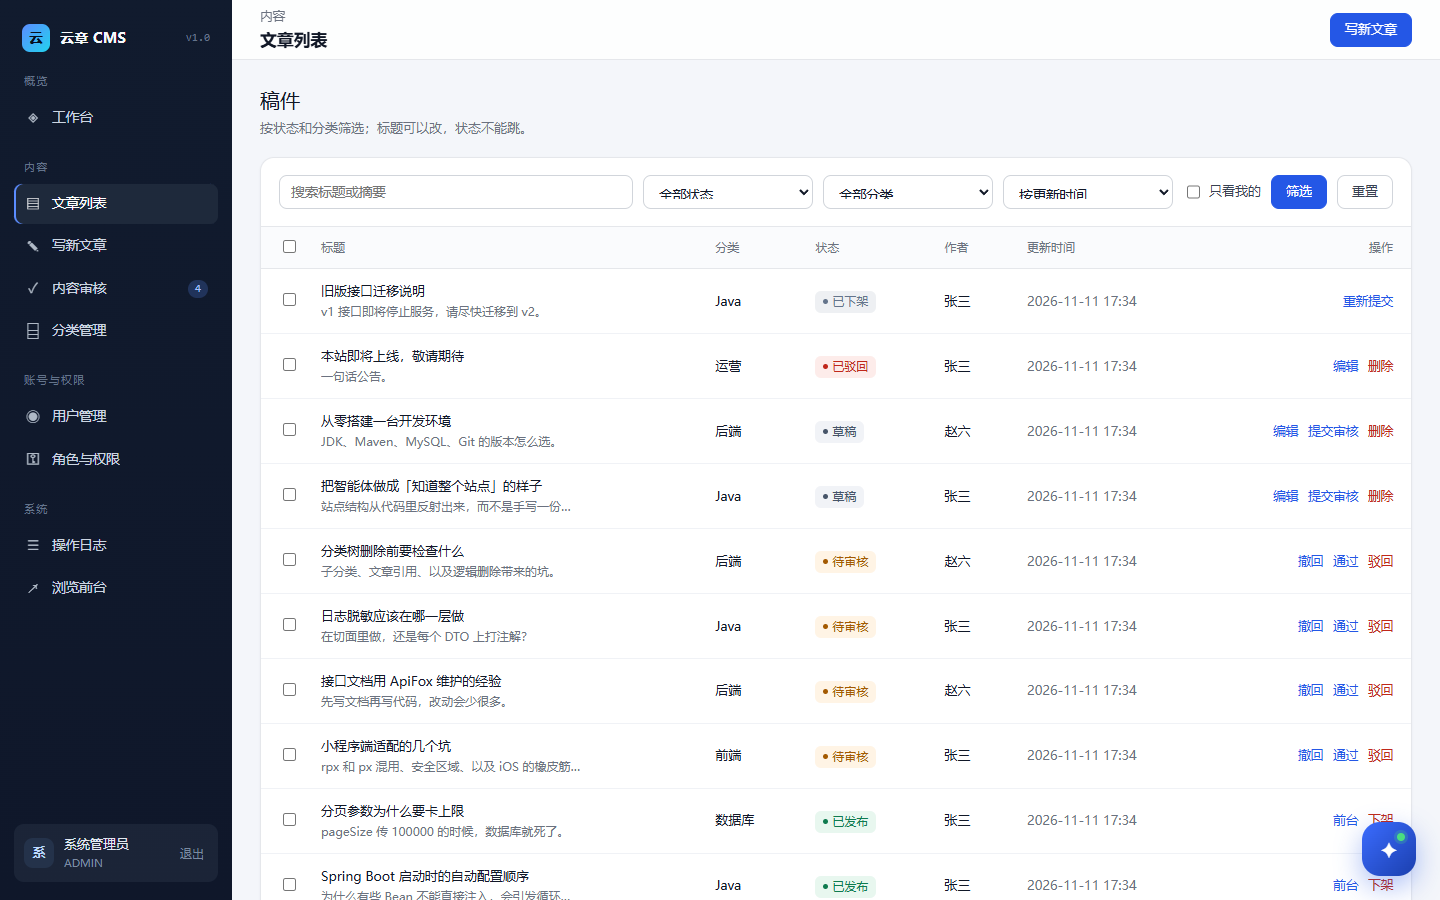 云 云章 CMS v1.0
概览
工作台
内容
文章列表
写新文章
内容审核 4
分类管理
账号与权限
用户管理
角色与权限
系统
操作日志
浏览前台
系 系统管理员 退出
ADMIN
内容
文章列表
写新文章
稿件
按状态和分类筛选；标题可以改，状态不能跳。
搜索标题或摘要 全部状态 全部分类 按更新时间 只看我的 筛选 重置
标题 分类 状态 作者 更新时间 操作
旧版接口迁移说明
v1 接口即将停止服务，请尽快迁移到 v2。
Java 已下架 张三 2026-11-11 17:34 重新提交
本站即将上线，敬请期待
一句话公告。
运营 已驳回 张三 2026-11-11 17:34 编辑 删除
从零搭建一台开发环境
JDK、Maven、MySQL、Git 的版本怎么选。
后端 草稿 赵六 2026-11-11 17:34 编辑 提交审核 删除
把智能体做成「知道整个站点」的样子
站点结构从代码里反射出来，而不是手写一份...
Java 草稿 张三 2026-11-11 17:34 编辑 提交审核 删除
分类树删除前要检查什么
子分类、文章引用、以及逻辑删除带来的坑。
后端 待审核 赵六 2026-11-11 17:34 撤回 通过 驳回
日志脱敏应该在哪一层做
在切面里做，还是每个 DTO 上打注解？
Java 待审核 张三 2026-11-11 17:34 撤回 通过 驳回
接口文档用 ApiFox 维护的经验
先写文档再写代码，改动会少很多。
后端 待审核 赵六 2026-11-11 17:34 撤回 通过 驳回
小程序端适配的几个坑
rpx 和 px 混用、安全区域、以及 iOS 的橡皮筋...
前端 待审核 张三 2026-11-11 17:34 撤回 通过 驳回
分页参数为什么要卡上限
pageSize 传 100000 的时候，数据库就死了。
数据库 已发布 张三 2026-11-11 17:34 前台 下架
Spring Boot 启动时的自动配置顺序
为什么有些 Bean 不能直接注入，会引发循环...
Java 已发布 张三 2026-11-11 17:34 前台 下架